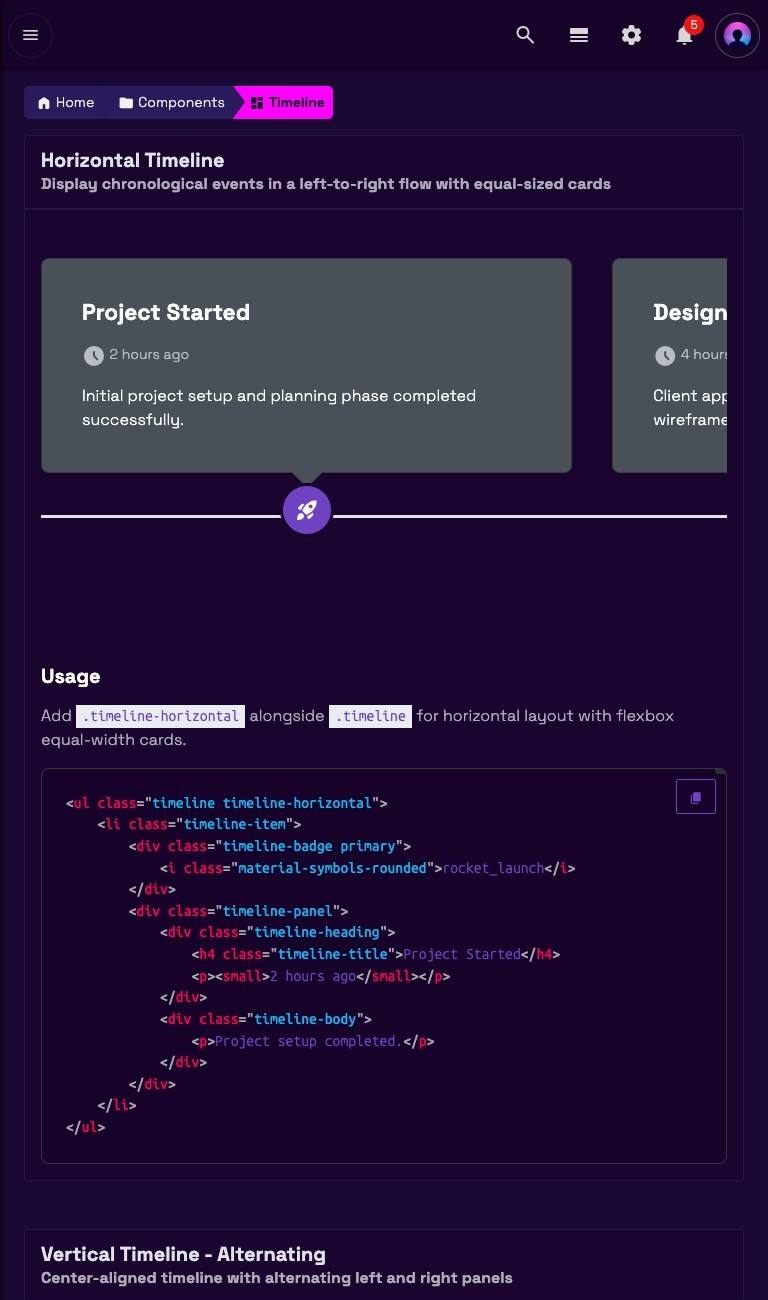 5
Home Components Timeline
Horizontal Timeline
Display chronological events in a left-to-right flow with equal-sized cards
Project Started
2 hours ago
Initial project setup and planning phase completed
successfully.
Design
4 hours
Client app
wireframe
Usage
Add .timeline-horizontal alongside .timeline for horizontal layout with flexbox
equal-width cards.
<ul class="timeline timeline-horizontal">
    <li class="timeline-item">
        <div class="timeline-badge primary">
            <i class="material-symbols-rounded">rocket_launch</i>
        </div>
        <div class="timeline-panel">
            <div class="timeline-heading">
                <h4 class="timeline-title">Project Started</h4>
                <p><small>2 hours ago</small></p>
            </div>
            <div class="timeline-body">
                <p>Project setup completed.</p>
            </div>
        </div>
    </li>
</ul>
Vertical Timeline - Alternating
Center-aligned timeline with alternating left and right panels